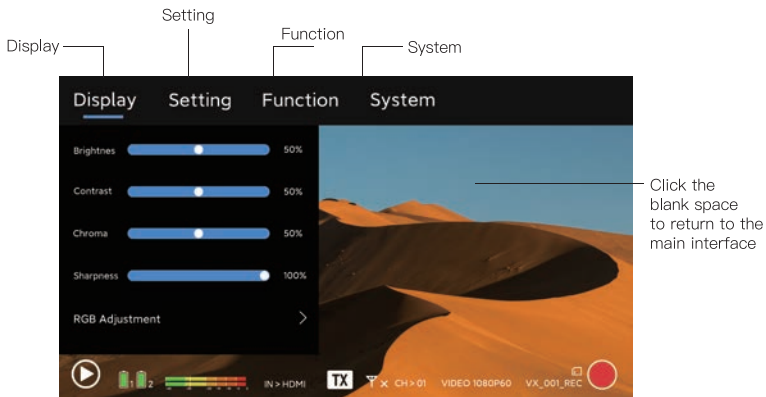 Setting
Function
Display
System
Display Setting Function System
Brightnes 50%
Contrast 50%
Chroma 50%
Sharpness 100%
RGB Adjustment
Click the
blank space
to return to the
main interface
1 2 IN>HDMI TX CH>01 VIDEO 1080P60 VX_001_REC